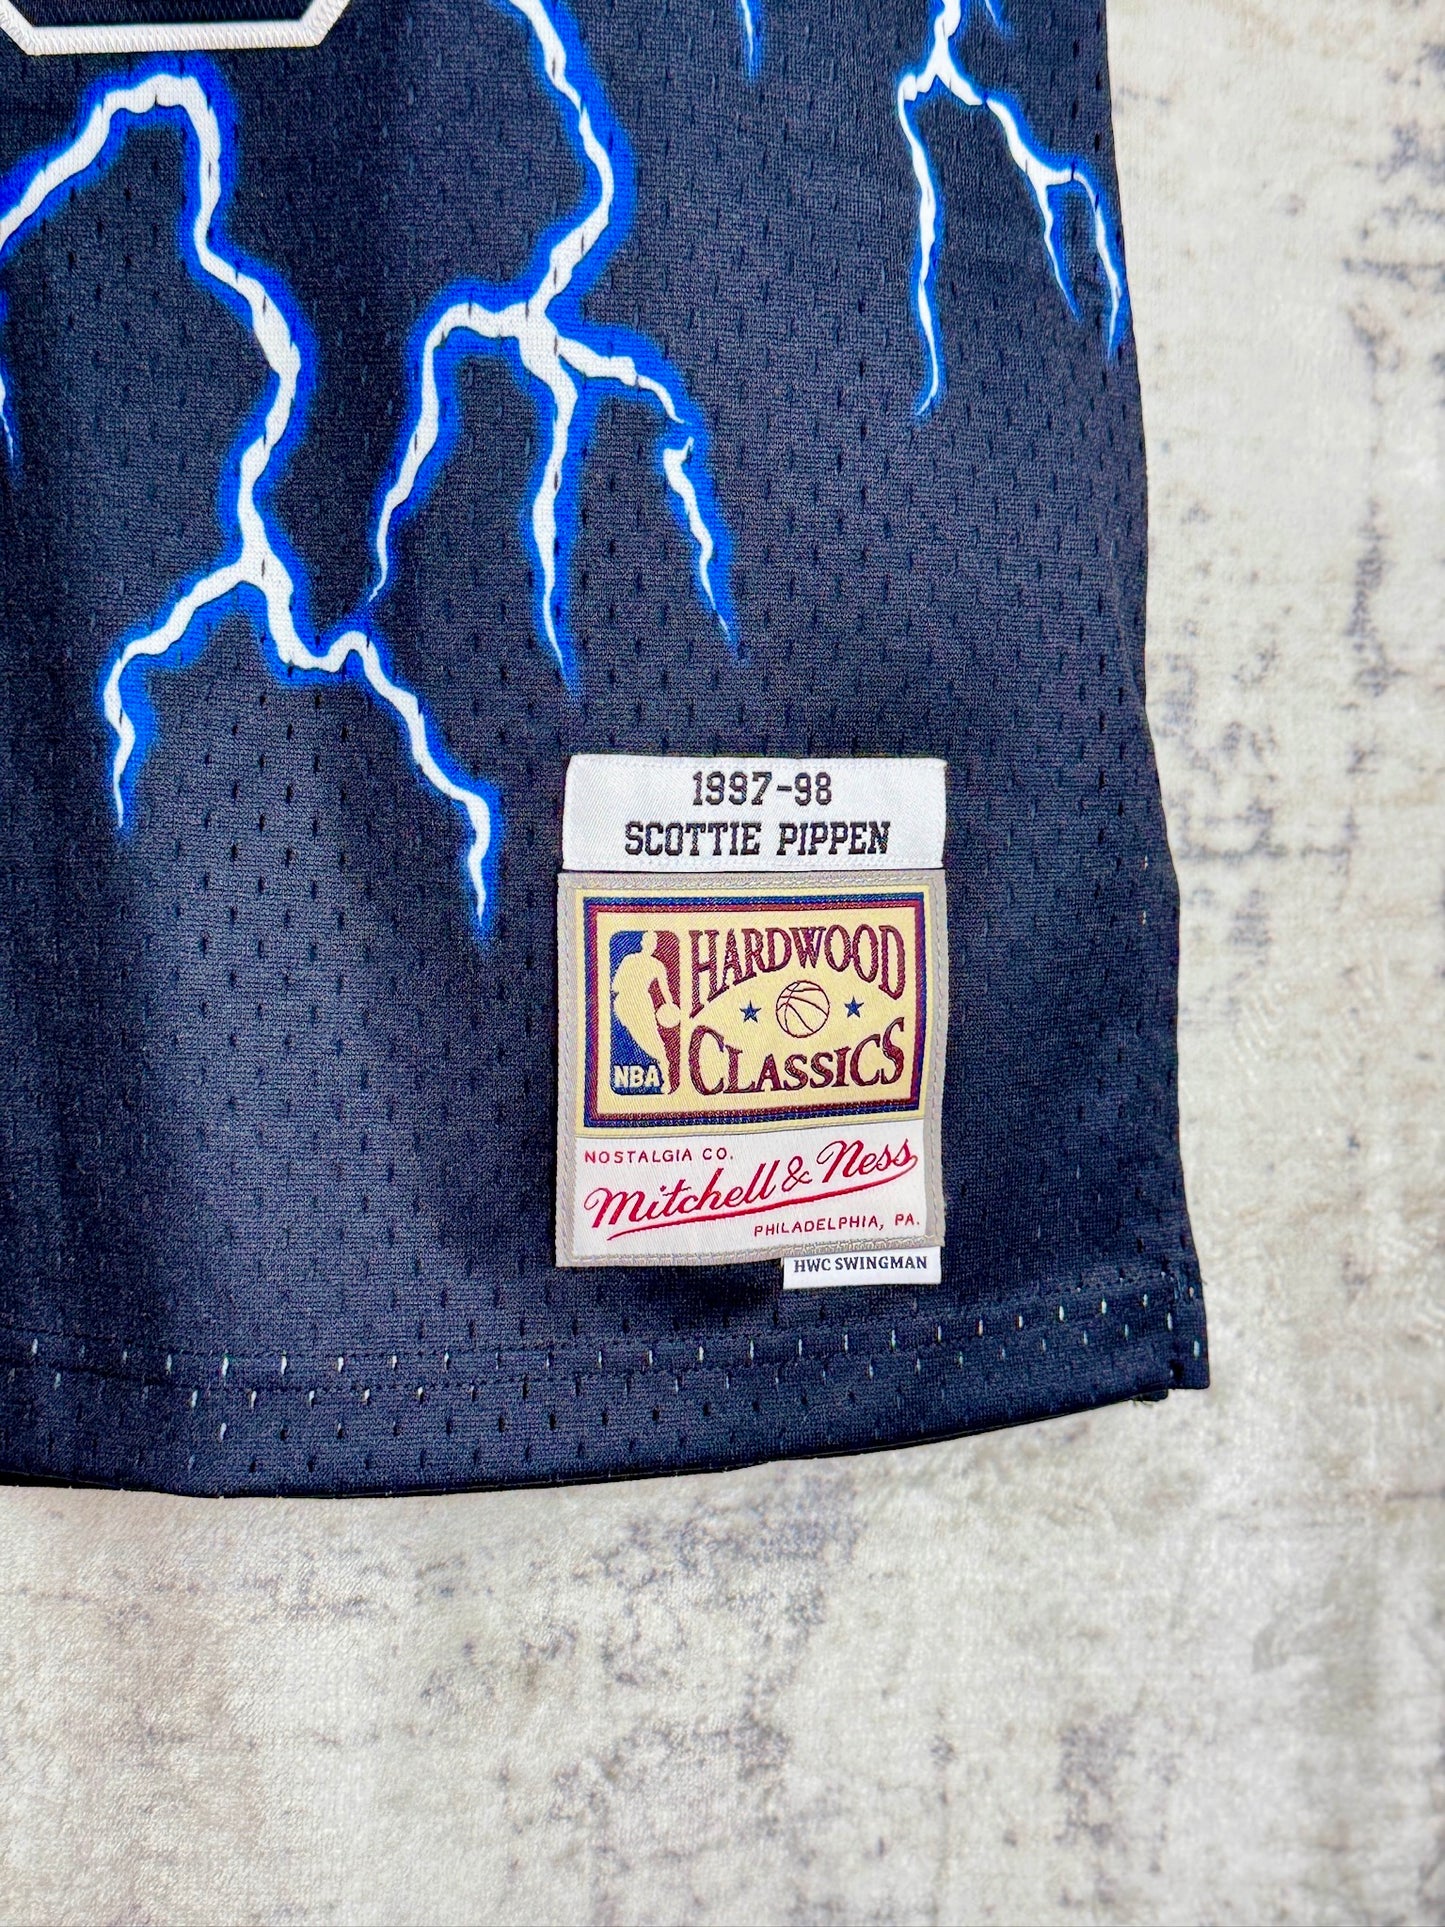 1997-98
SCOTTIE PIPPEN
HARDWOOD
CLASSICS
NBA
NOSTALGIA CO.
Mitchell & Ness
PHILADELPHIA, PA.
HWC SWINGMAN